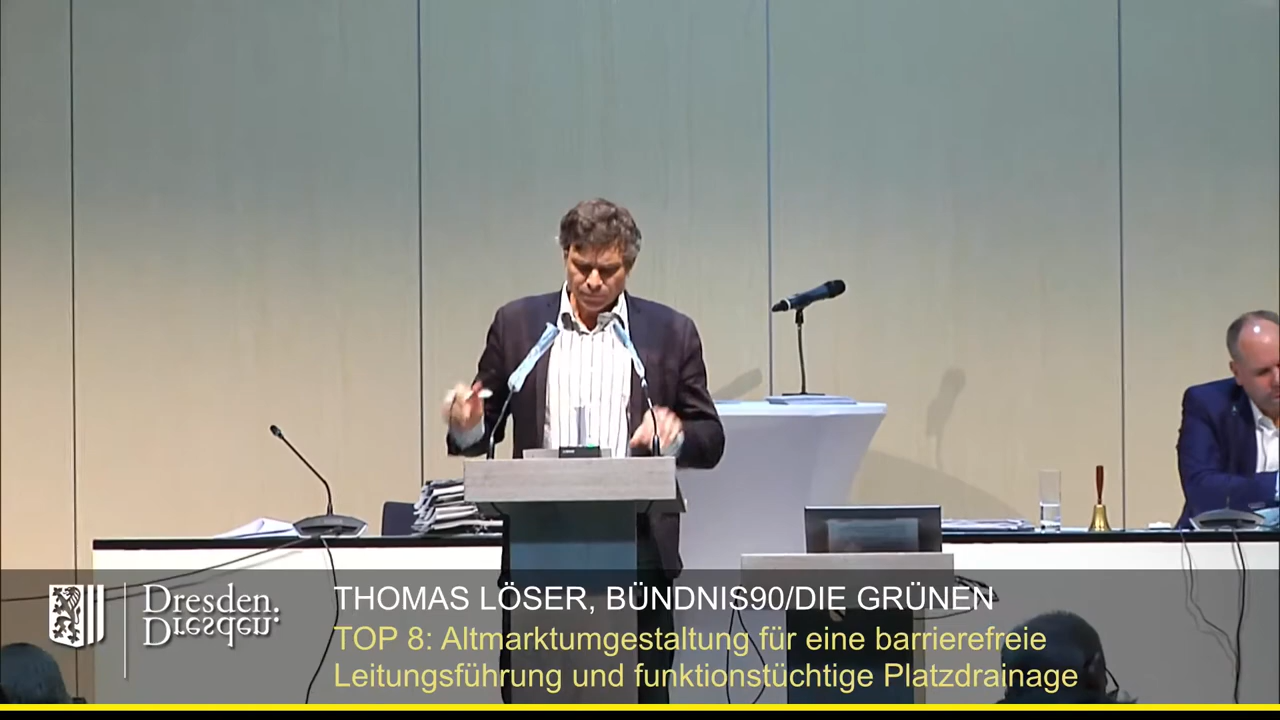 Dresden.
THOMAS LÖSER, BÜNDNIS90/DIE GRÜNEN
TOP 8: Altmarktumgestaltung für eine barrierefreie
Leitungsführung und funktionstüchtige Platzdrainage